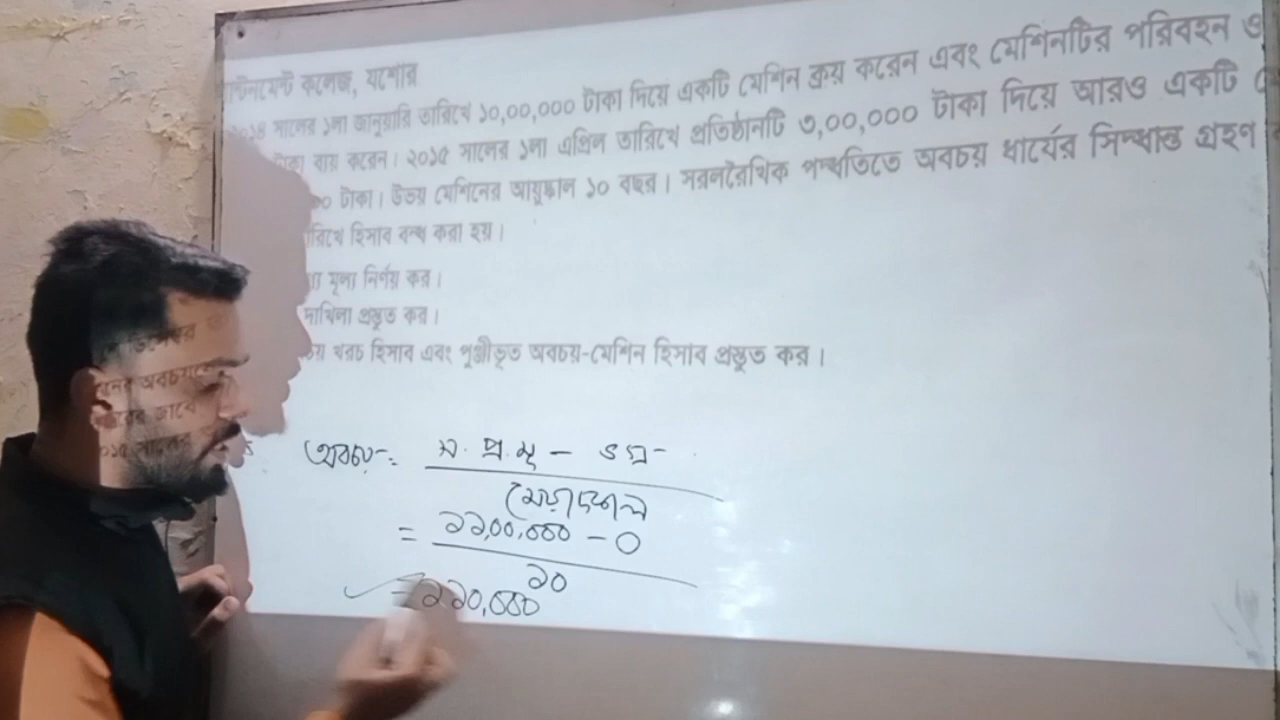 কলেজ, যশোর
সালের ১লা জানুয়ারি তারিখে ১০,০০,০০০ টাকা দিয়ে একটি মেশিন ক্রয় করেন এবং মেশিনটির পরিবহন ও
ব্যয় করেন। ২০১৫ সালের ১লা এপ্রিল তারিখে প্রতিষ্ঠানটি ৩,০০,০০০ টাকা দিয়ে আরও একটি
টাকা। উভয় মেশিনের আয়ুষ্কাল ১০ বছর। সরলরৈখিক পদ্ধতিতে অবচয় ধার্যের সিদ্ধান্ত গ্রহণ
হিসাব বন্ধ করা হয়।
মূল্য নির্ণয় কর।
দাখিলা প্রস্তুত কর।
খরচ হিসাব এবং পুঞ্জীভূত অবচয়-মেশিন হিসাব প্রস্তুত কর।
অবচয় = ম. প্র. মূ - ভগ্ন
মেয়াদকাল
= ১১,০০,০০০ - ০
১০
= ১১০,০০০